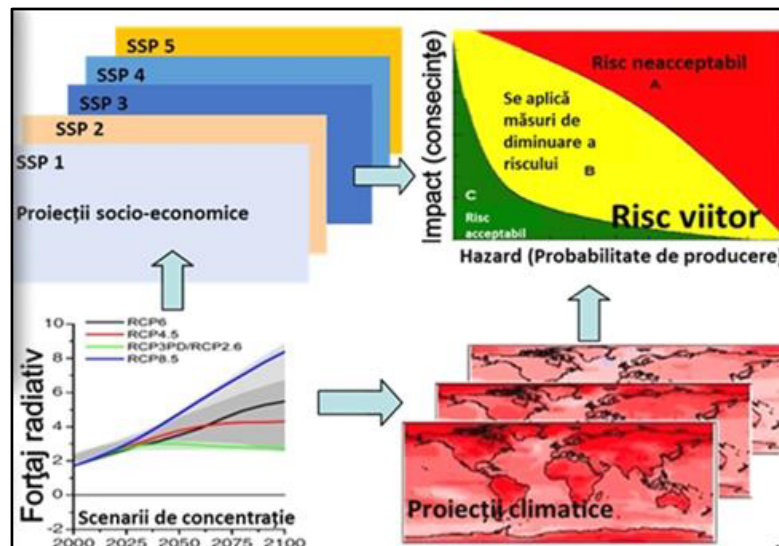 SSP 5
SSP 4
SSP 3
SSP 2
SSP 1
Proiecții socio-economice
Impact (consecințe)
Risc neacceptabil
A
Se aplică
măsuri de
diminuare a
riscului
B
C
Risc
acceptabil
Risc viitor
Hazard (Probabilitate de producere)
Forțaj radiativ
10
8
6
4
2
0
-2
RCP6
RCP4.5
RCP3PD/RCP2.6
RCP8.5
Scenarii de concentrație
2000 2025 2050 2075 2100
Proiecții climatice